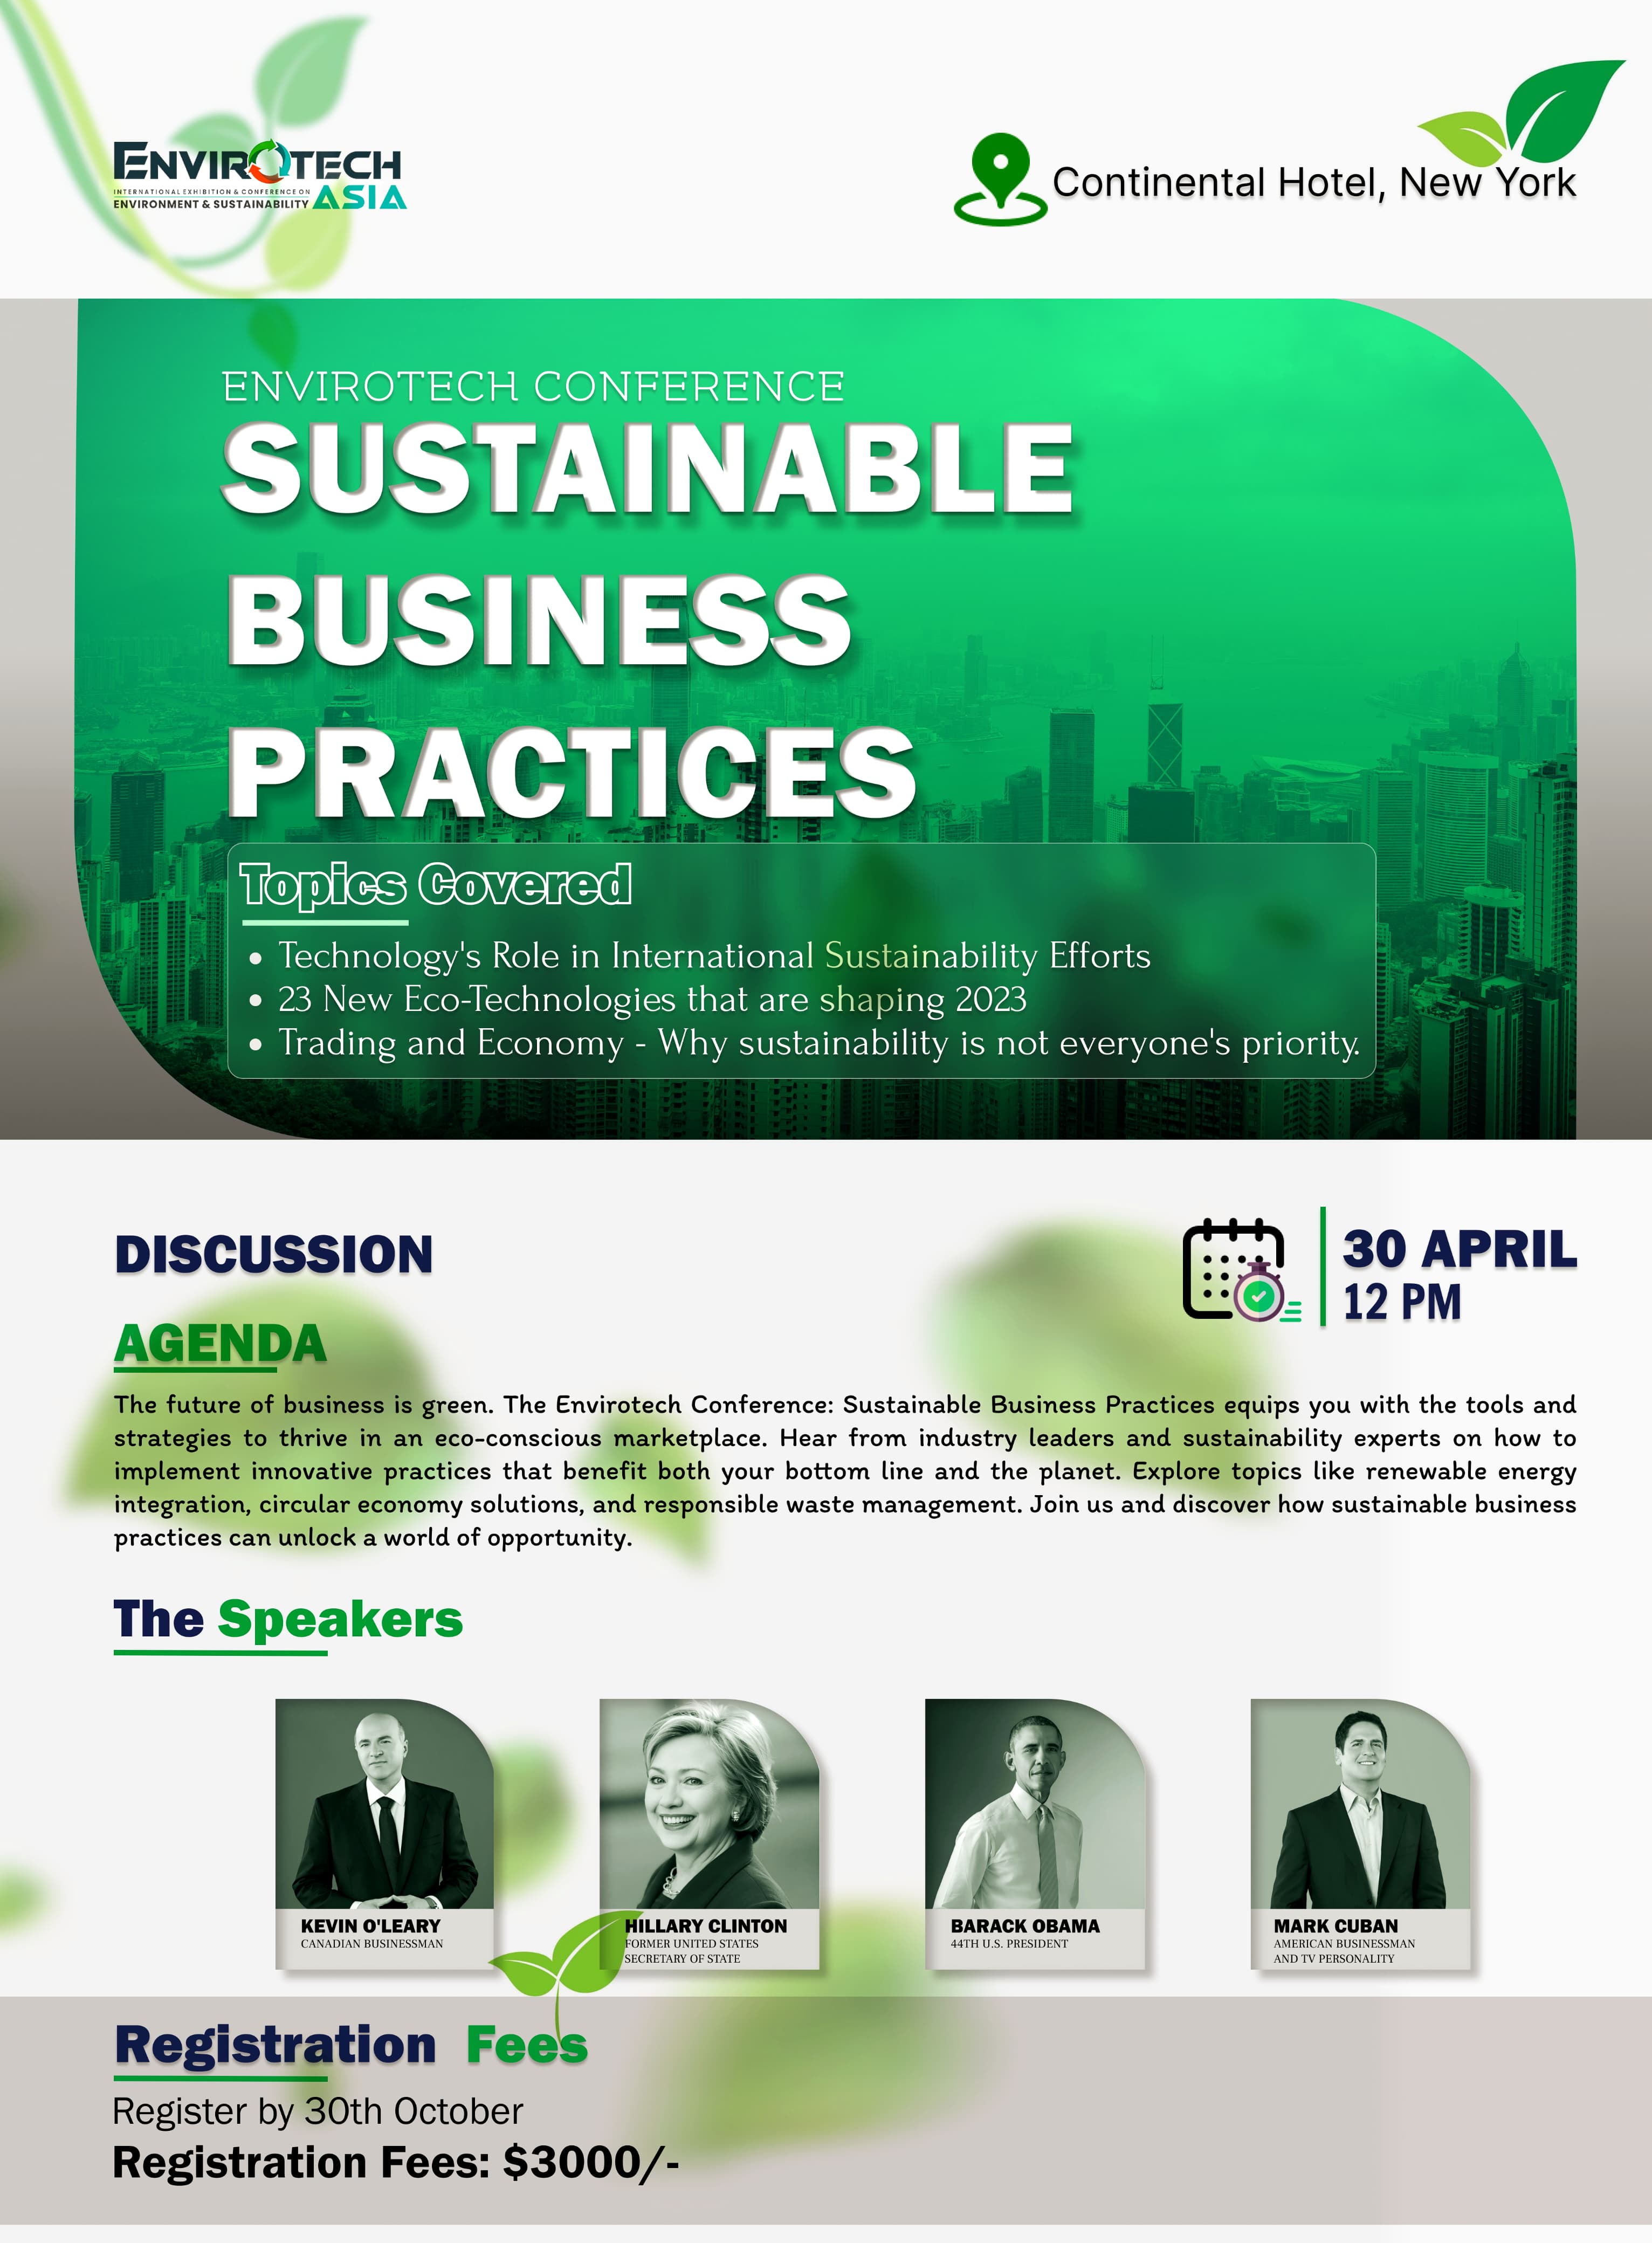 ENVIROTECH
INTERNATIONAL EXHIBITION & CONFERENCE ON
ENVIRONMENT & SUSTAINABILITY ASIA
Continental Hotel, New York
ENVIROTECH CONFERENCE
SUSTAINABLE
BUSINESS
PRACTICES
Topics Covered
• Technology's Role in International Sustainability Efforts
• 23 New Eco-Technologies that are shaping 2023
• Trading and Economy - Why sustainability is not everyone's priority.
DISCUSSION
AGENDA
30 APRIL
12 PM
The future of business is green. The Envirotech Conference: Sustainable Business Practices equips you with the tools and
strategies to thrive in an eco-conscious marketplace. Hear from industry leaders and sustainability experts on how to
implement innovative practices that benefit both your bottom line and the planet. Explore topics like renewable energy
integration, circular economy solutions, and responsible waste management. Join us and discover how sustainable business
practices can unlock a world of opportunity.
The Speakers
KEVIN O'LEARY
CANADIAN BUSINESSMAN
HILLARY CLINTON
FORMER UNITED STATES
SECRETARY OF STATE
BARACK OBAMA
44TH U.S. PRESIDENT
MARK CUBAN
AMERICAN BUSINESSMAN
AND TV PERSONALITY
Registration Fees
Register by 30th October
Registration Fees: $3000/-